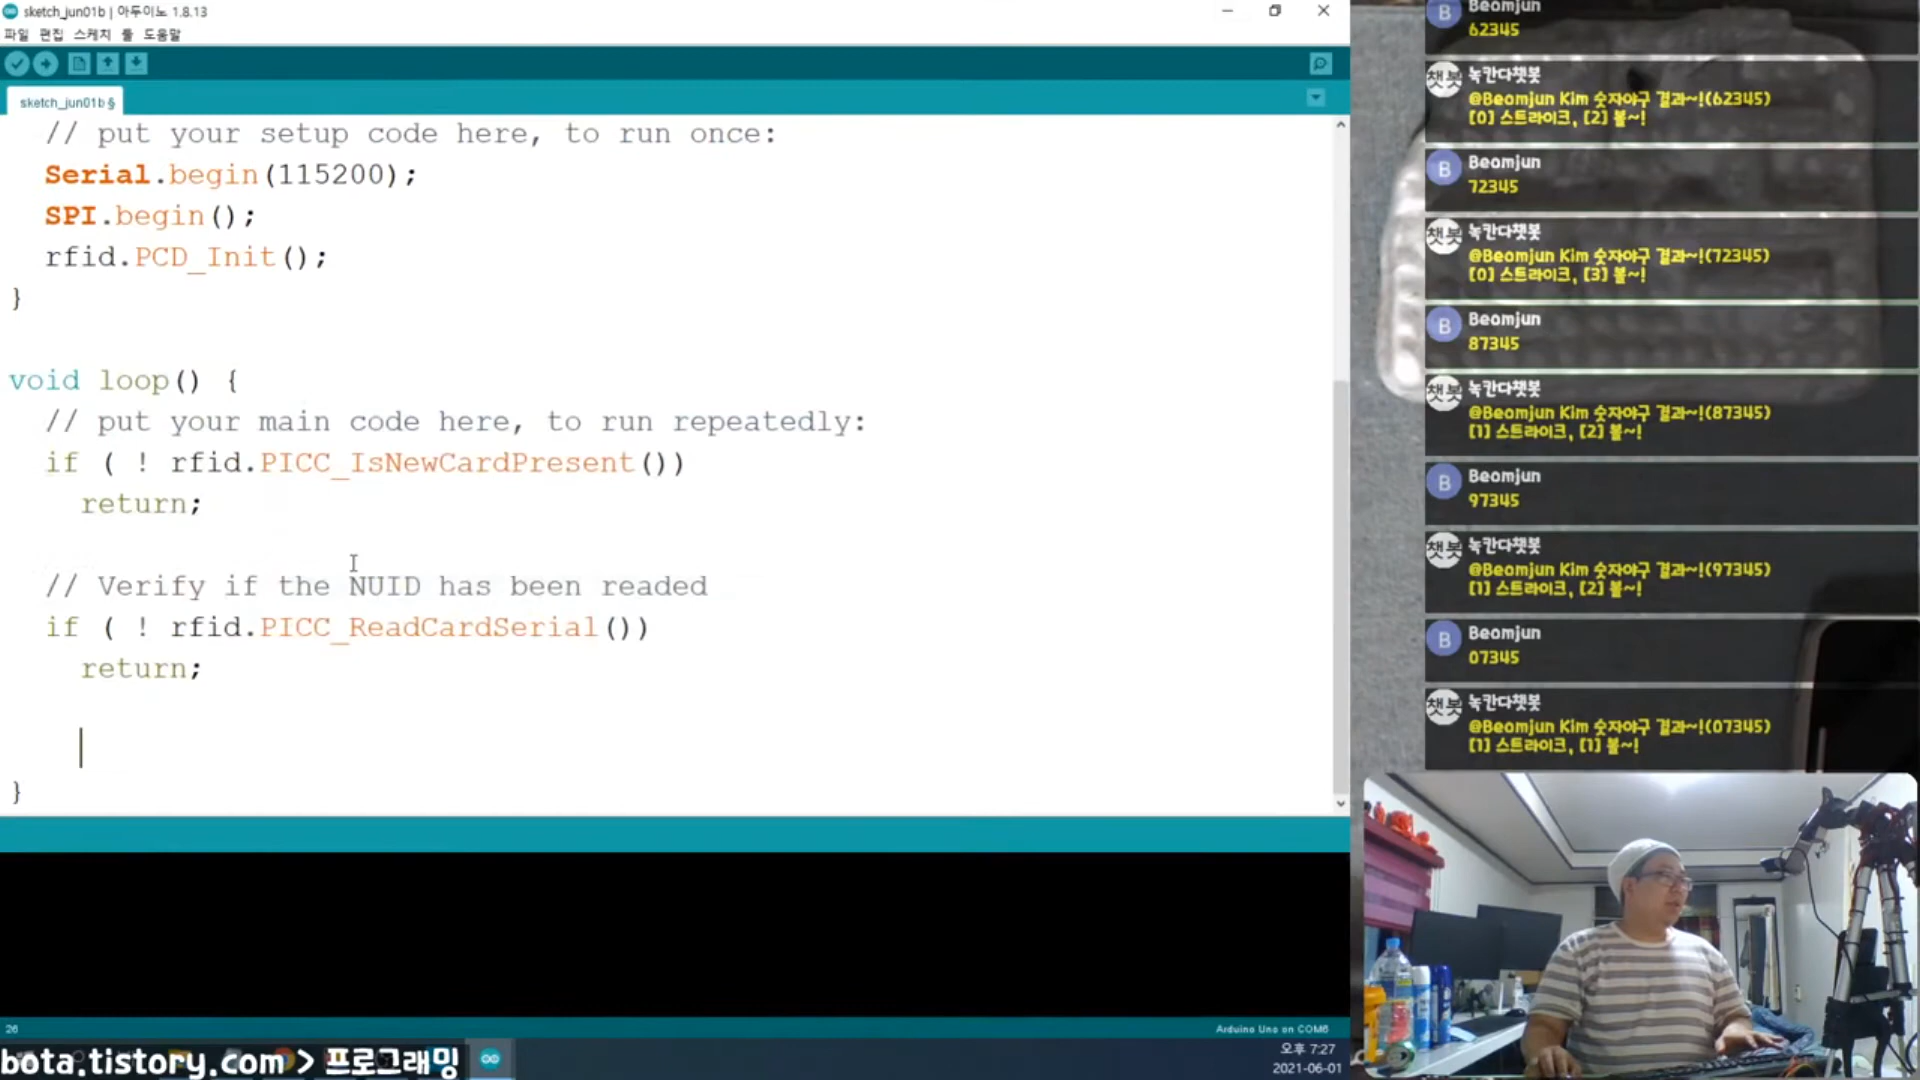 sketch_jun01b | 아두이노 1.8.13
파일 편집 스케치 툴 도움말
sketch_jun01b §
// put your setup code here, to run once:
Serial.begin(115200);
SPI.begin();
rfid.PCD_Init();
}
void loop() {
// put your main code here, to run repeatedly:
if ( ! rfid.PICC_IsNewCardPresent())
return;
// Verify if the NUID has been readed
if ( ! rfid.PICC_ReadCardSerial())
return;
}
26
Arduino Uno on COM6
bota.tistory.com > 프로그래밍
오후 7:27
2021-06-01
B
Beomjun
62345
챗봇
녹칸다챗봇
@Beomjun Kim 숫자야구 결과~!(62345)
[0] 스트라이크, [2] 볼~!
B
Beomjun
72345
챗봇
녹칸다챗봇
@Beomjun Kim 숫자야구 결과~!(72345)
[0] 스트라이크, [3] 볼~!
B
Beomjun
87345
챗봇
녹칸다챗봇
@Beomjun Kim 숫자야구 결과~!(87345)
[1] 스트라이크, [2] 볼~!
B
Beomjun
97345
챗봇
녹칸다챗봇
@Beomjun Kim 숫자야구 결과~!(97345)
[1] 스트라이크, [2] 볼~!
B
Beomjun
07345
챗봇
녹칸다챗봇
@Beomjun Kim 숫자야구 결과~!(07345)
[1] 스트라이크, [1] 볼~!